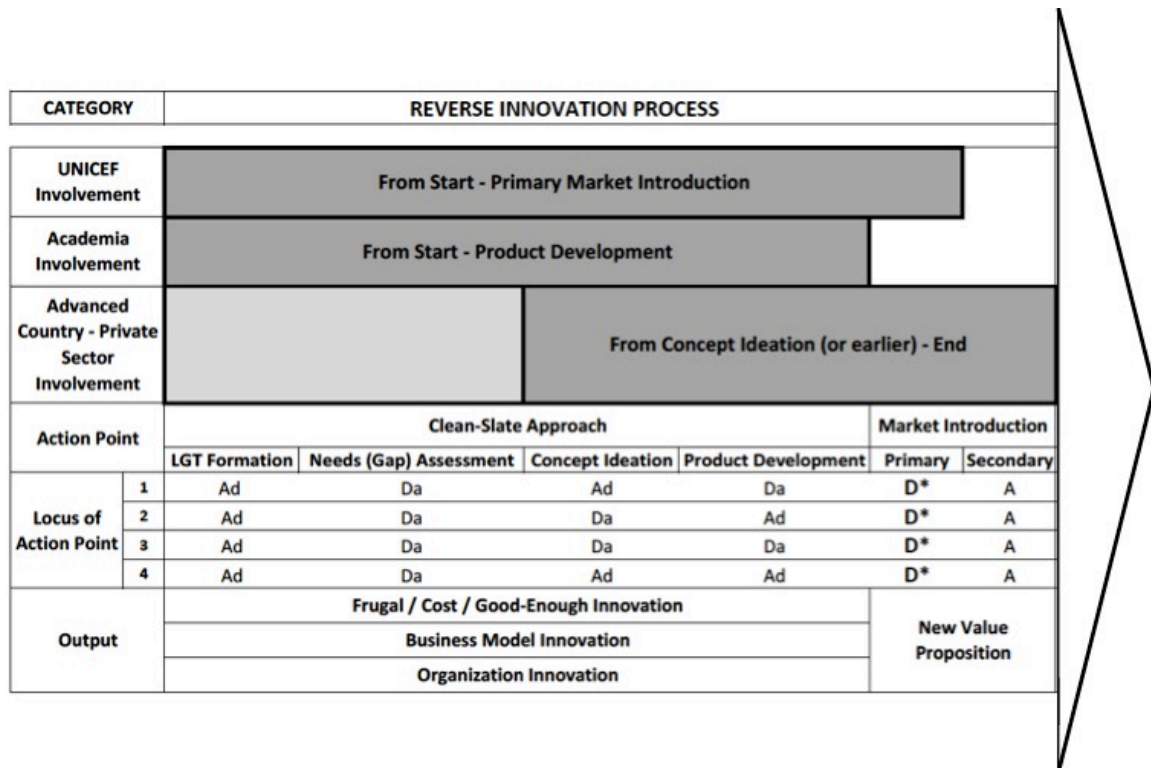 CATEGORY REVERSE INNOVATION PROCESS
UNICEF
Involvement
From Start - Primary Market Introduction
Academia
Involvement
From Start - Product Development
Advanced
Country - Private
Sector
Involvement
From Concept Ideation (or earlier) - End
Action Point
Clean-Slate Approach Market Introduction
LGT Formation Needs (Gap) Assessment Concept Ideation Product Development Primary Secondary
Locus of
Action Point
1 Ad Da Ad Da D* A
2 Ad Da Da Ad D* A
3 Ad Da Da Da D* A
4 Ad Da Ad Ad D* A
Output
Frugal / Cost / Good-Enough Innovation
Business Model Innovation
Organization Innovation
New Value
Proposition